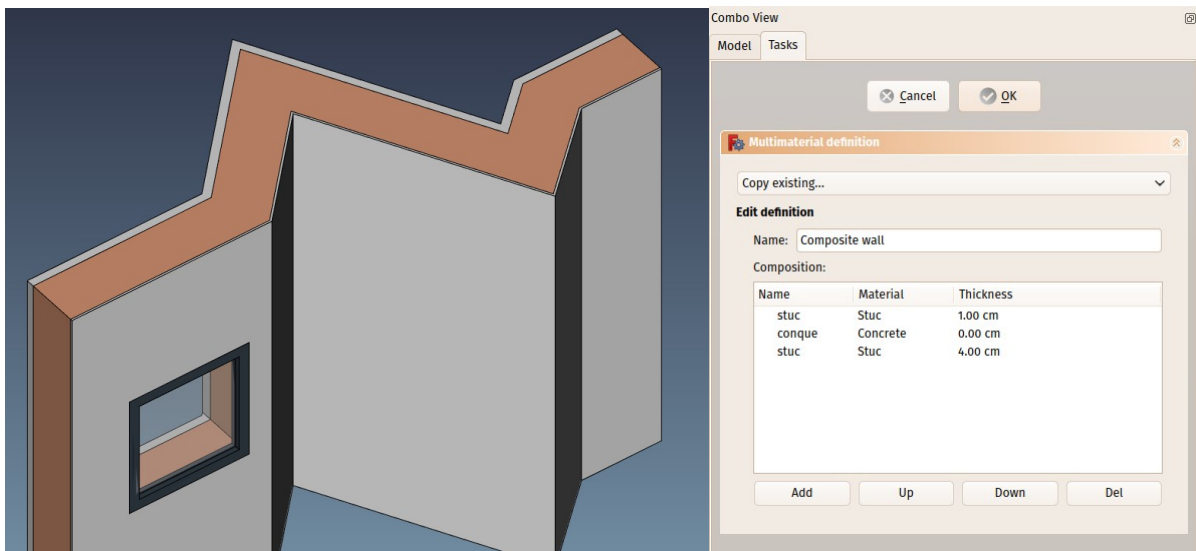 Combo View
Model Tasks
Cancel OK
Multimaterial definition
Copy existing...
Edit definition
Name: Composite wall
Composition:
Name Material Thickness
stuc Stuc 1.00 cm
conque Concrete 0.00 cm
stuc Stuc 4.00 cm
Add Up Down Del